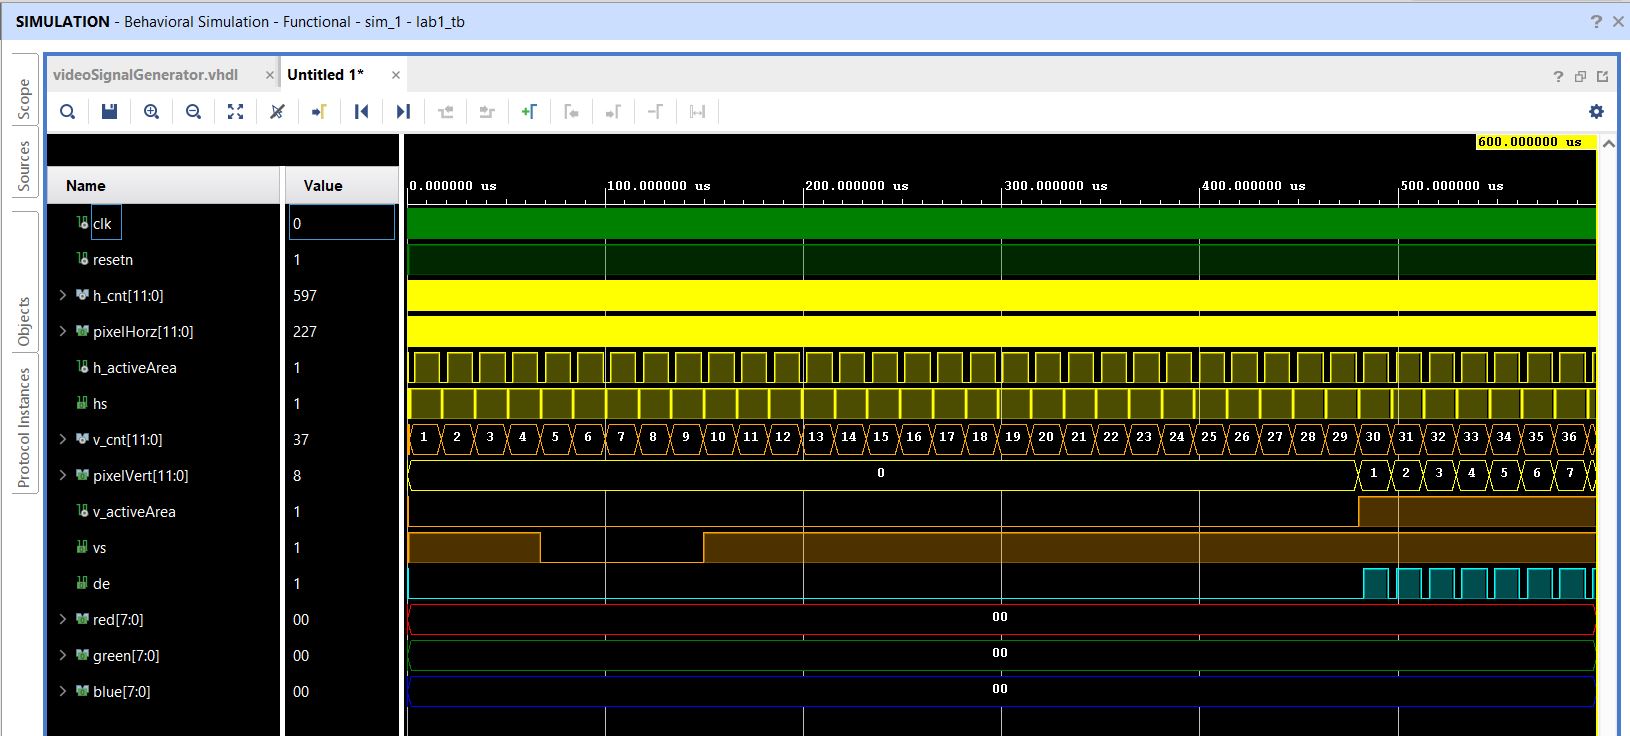 SIMULATION - Behavioral Simulation - Functional - sim_1 - lab1_tb
? ×
videoSignalGenerator.vhdl × Untitled 1* ×
Scope
Sources
Objects
Protocol Instances
600.000000 us
Name Value
0.000000 us 100.000000 us 200.000000 us 300.000000 us 400.000000 us 500.000000 us
clk 0
resetn 1
h_cnt[11:0] 597
pixelHorz[11:0] 227
h_activeArea 1
hs 1
v_cnt[11:0] 37 1 2 3 4 5 6 7 8 9 10 11 12 13 14 15 16 17 18 19 20 21 22 23 24 25 26 27 28 29 30 31 32 33 34 35 36
pixelVert[11:0] 8 0 1 2 3 4 5 6 7
v_activeArea 1
vs 1
de 1
red[7:0] 00 00
green[7:0] 00 00
blue[7:0] 00 00